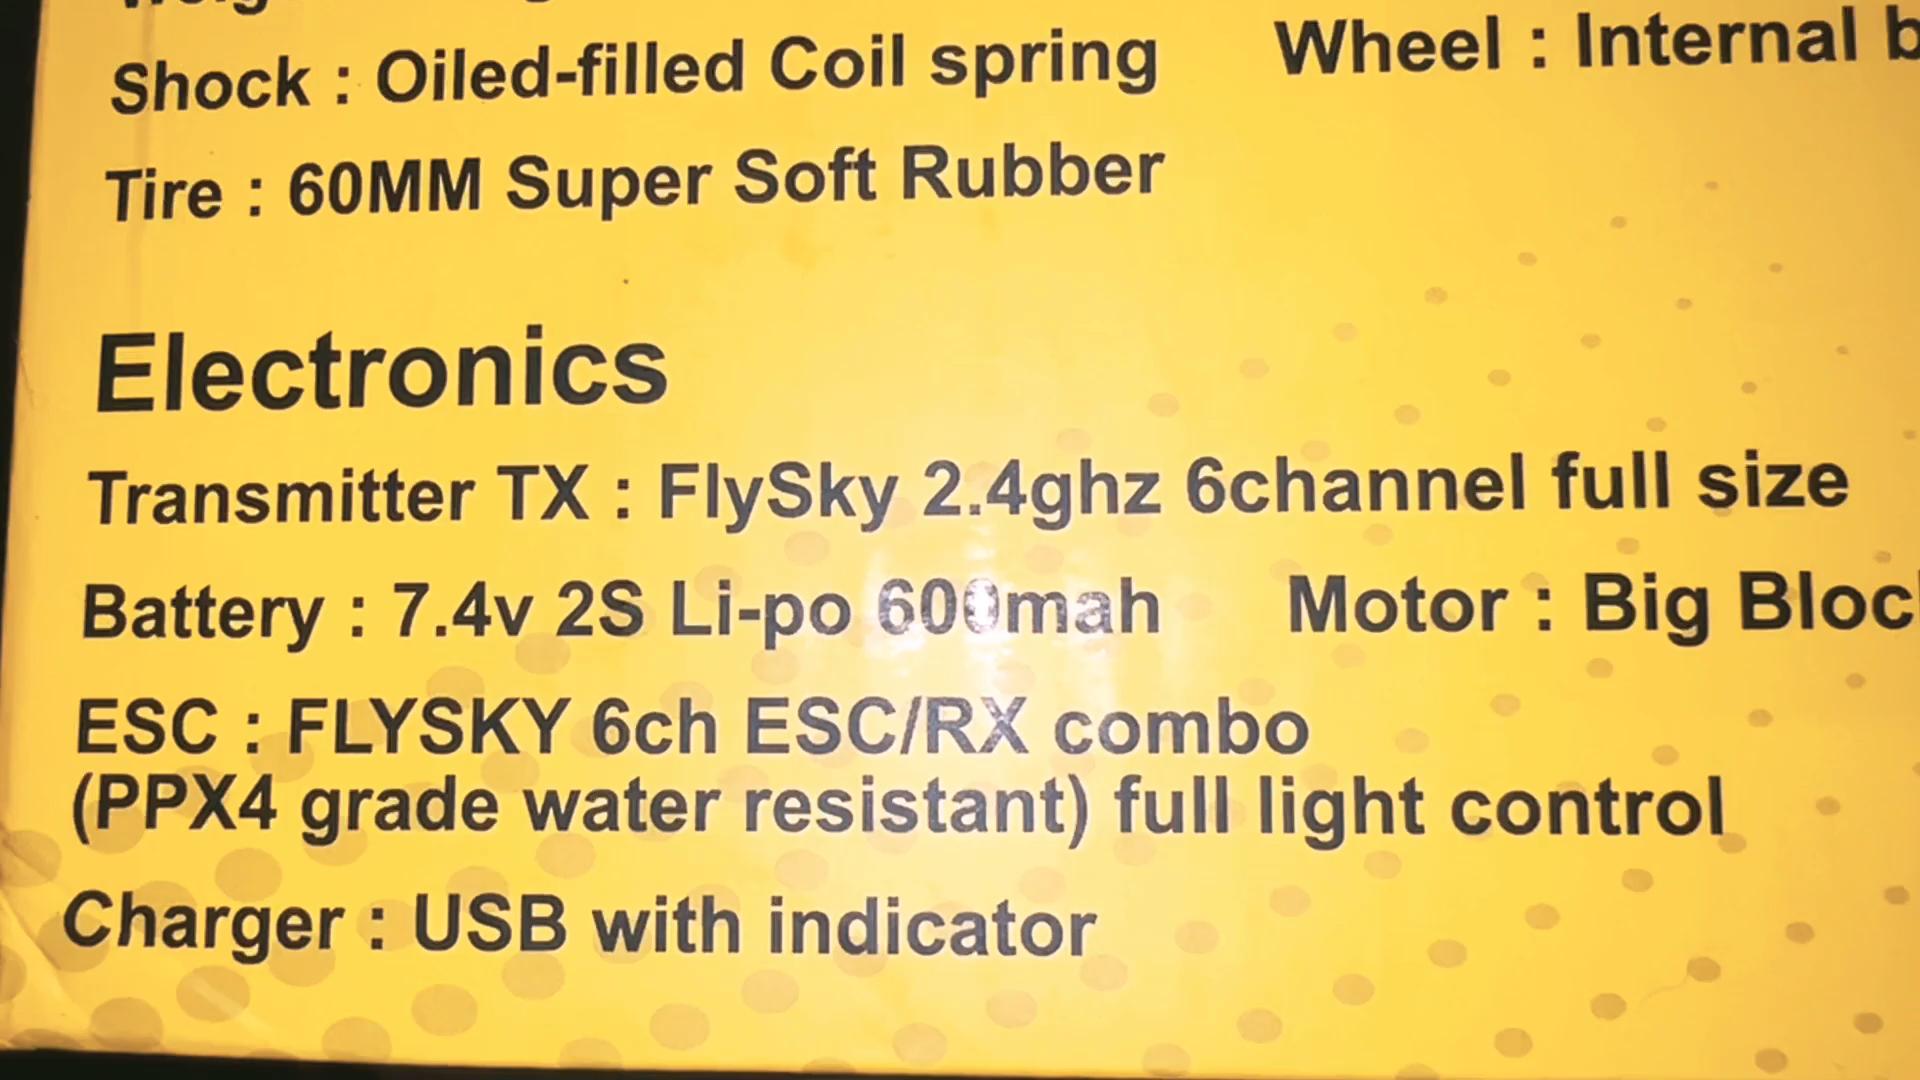 Shock : Oiled-filled Coil spring Wheel : Internal
Tire : 60MM Super Soft Rubber
Electronics
Transmitter TX : FlySky 2.4ghz 6channel full size
Battery : 7.4v 2S Li-po 600mah Motor : Big
ESC : FLYSKY 6ch ESC/RX combo
(PPX4 grade water resistant) full light control
Charger : USB with indicator